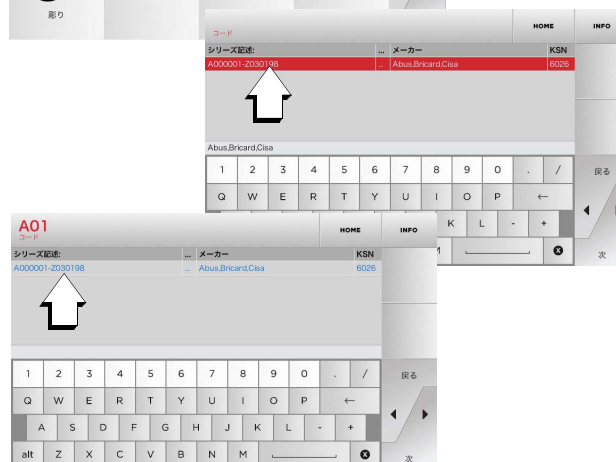 彫り
コード
HOME
INFO
シリーズ記述: ... メーカー KSN
A000001-Z030198 ... Abus,Bricard,Cisa 6026
Abus,Bricard,Cisa
1 2 3 4 5 6 7 8 9 0 . /
戻る
Q W E R T Y U I O P ←
K L - +
次
A01
コード
HOME
INFO
シリーズ記述: ... メーカー KSN
A000001-Z030198 ... Abus,Bricard,Cisa 6026
1 2 3 4 5 6 7 8 9 0 . /
戻る
Q W E R T Y U I O P ←
A S D F G H J K L - +
alt Z X C V B N M
次